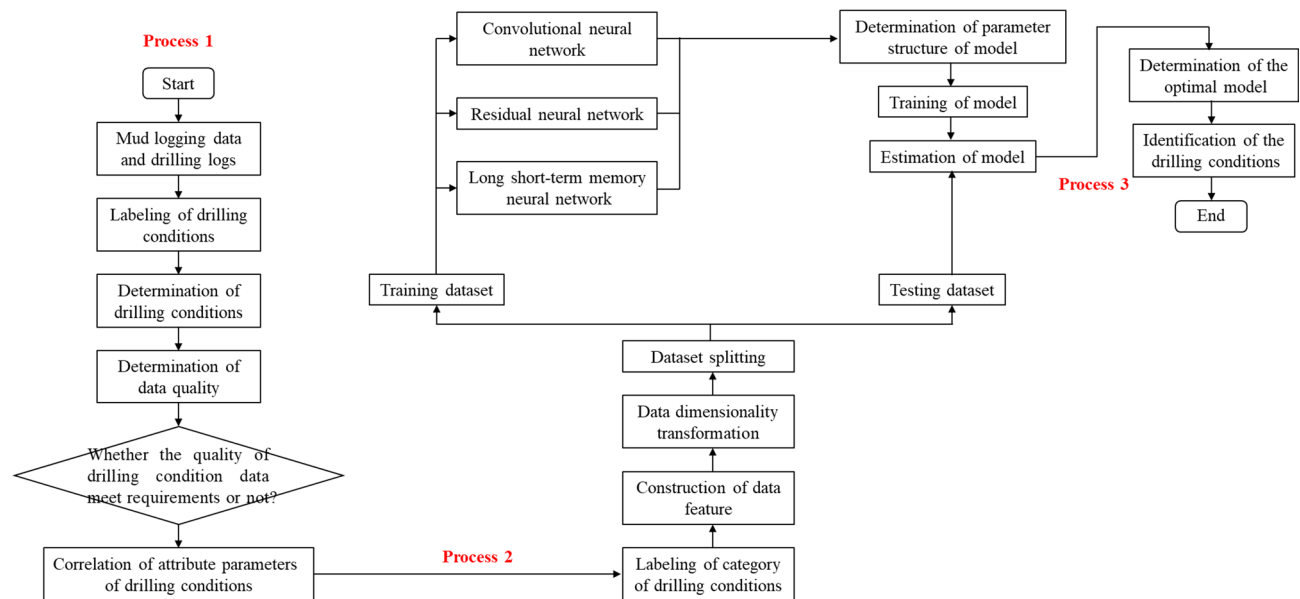 Process 1
Start
Mud logging data
and drilling logs
Labeling of drilling
conditions
Determination of
drilling conditions
Determination of
data quality
Whether the quality of
drilling condition data
meet requirements or not?
Correlation of attribute parameters
of drilling conditions
Process 2
Labeling of category
of drilling conditions
Construction of data
feature
Data dimensionality
transformation
Dataset splitting
Training dataset
Testing dataset
Convolutional neural
network
Residual neural network
Long short-term memory
neural network
Determination of parameter
structure of model
Training of model
Estimation of model
Process 3
Determination of the
optimal model
Identification of the
drilling conditions
End